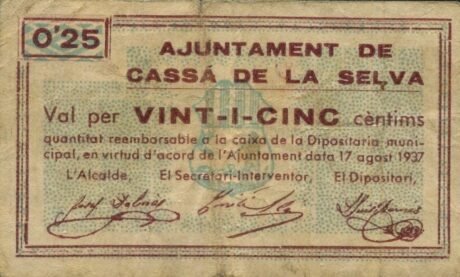 0'25
AJUNTAMENT DE
CASSÁ DE LA SELVA
Val per VINT-I-CINC cèntims
quantitat reemborsable a la caixa de la Dipositaria muni-
cipal, en virtud d'acord de l'Ajuntament data 17 agost 1937
L'Alcalde, El Secretari-Interventor, El Dipositari,